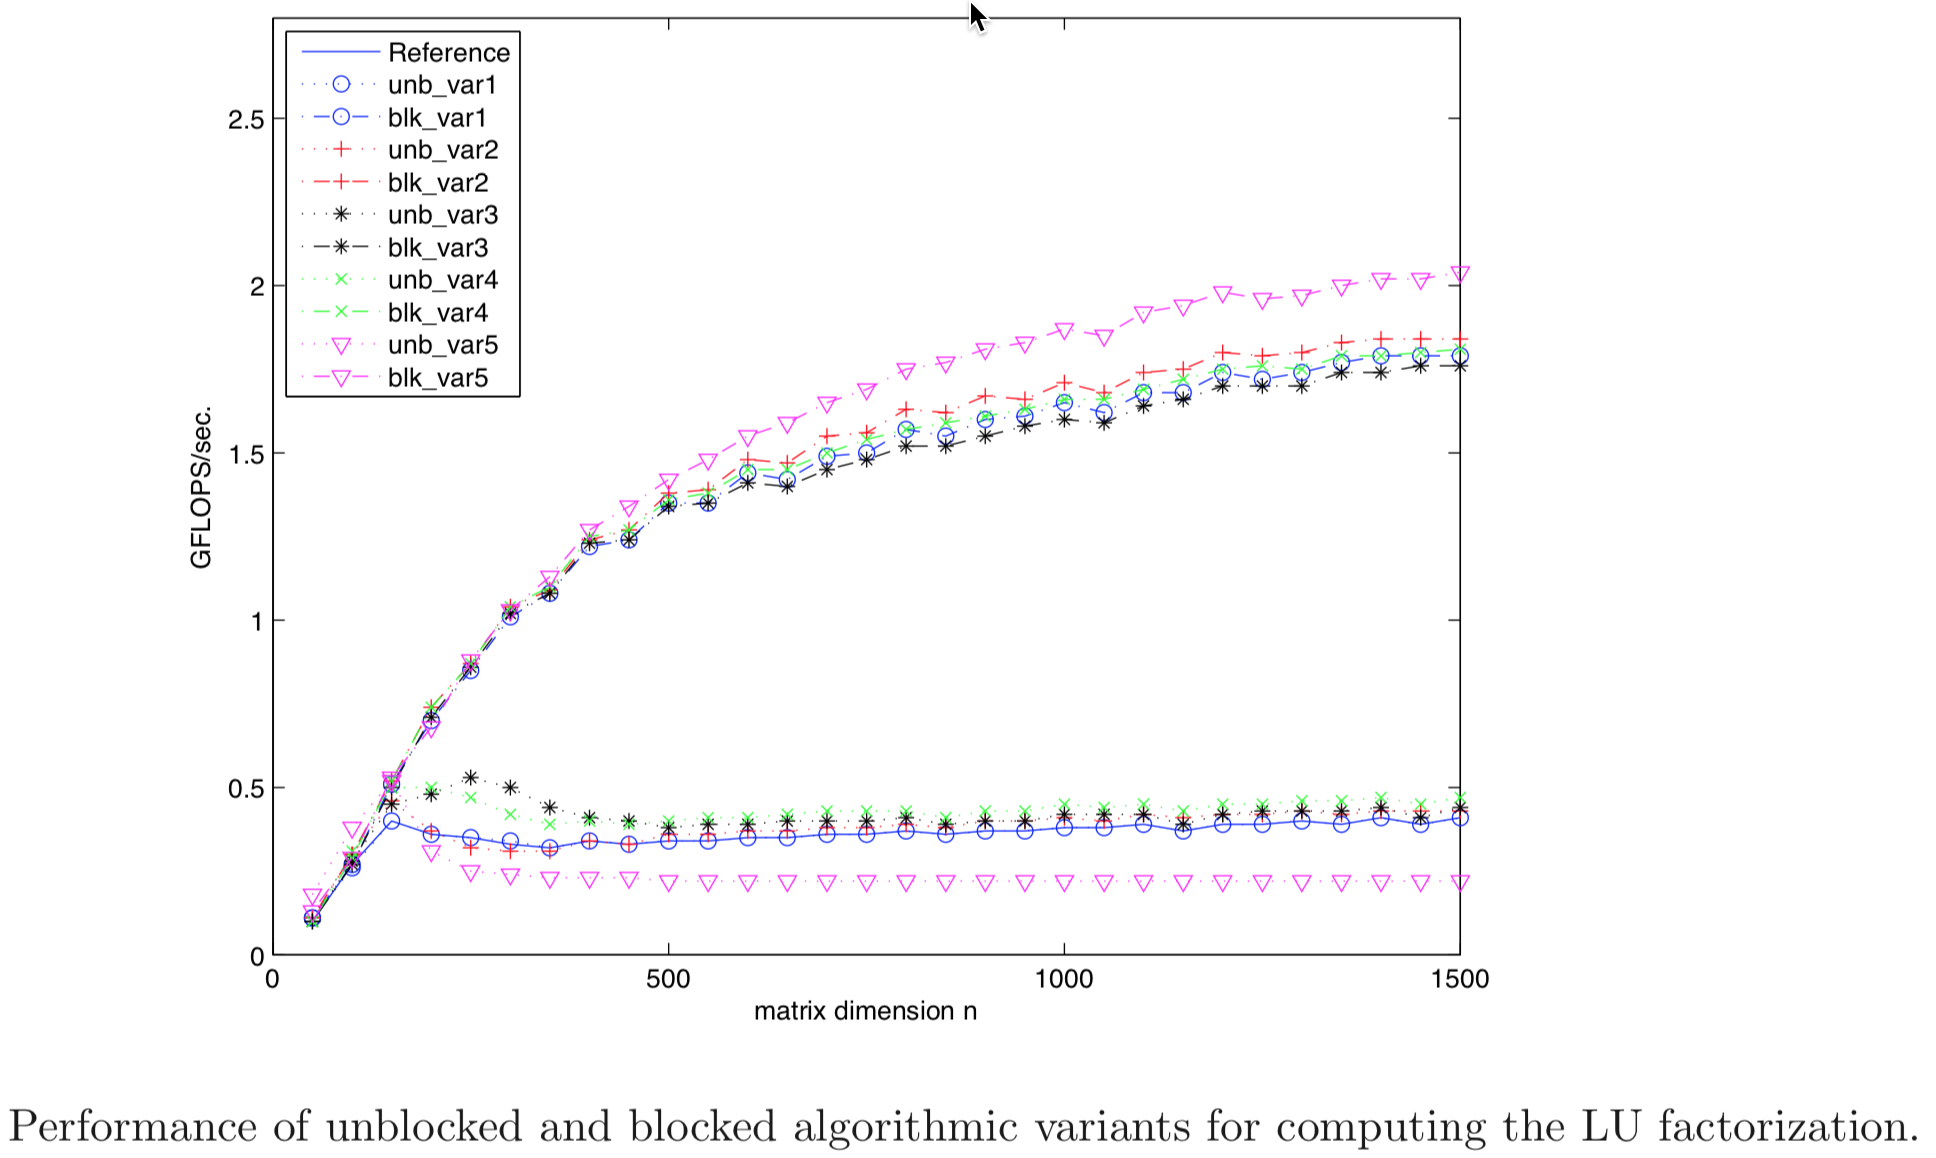 Reference
unb_var1
blk_var1
unb_var2
blk_var2
unb_var3
blk_var3
unb_var4
blk_var4
unb_var5
blk_var5
2.5
2
1.5
1
0.5
0
GFLOPS/sec.
0 500 1000 1500
matrix dimension n
Performance of unblocked and blocked algorithmic variants for computing the LU factorization.